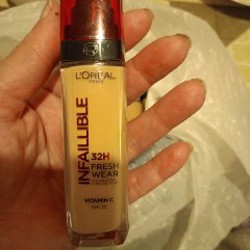 L'ORÉAL
PARIS
INFAILLIBLE
32H
FRESH
WEAR
VITAMIN C
SPF 25